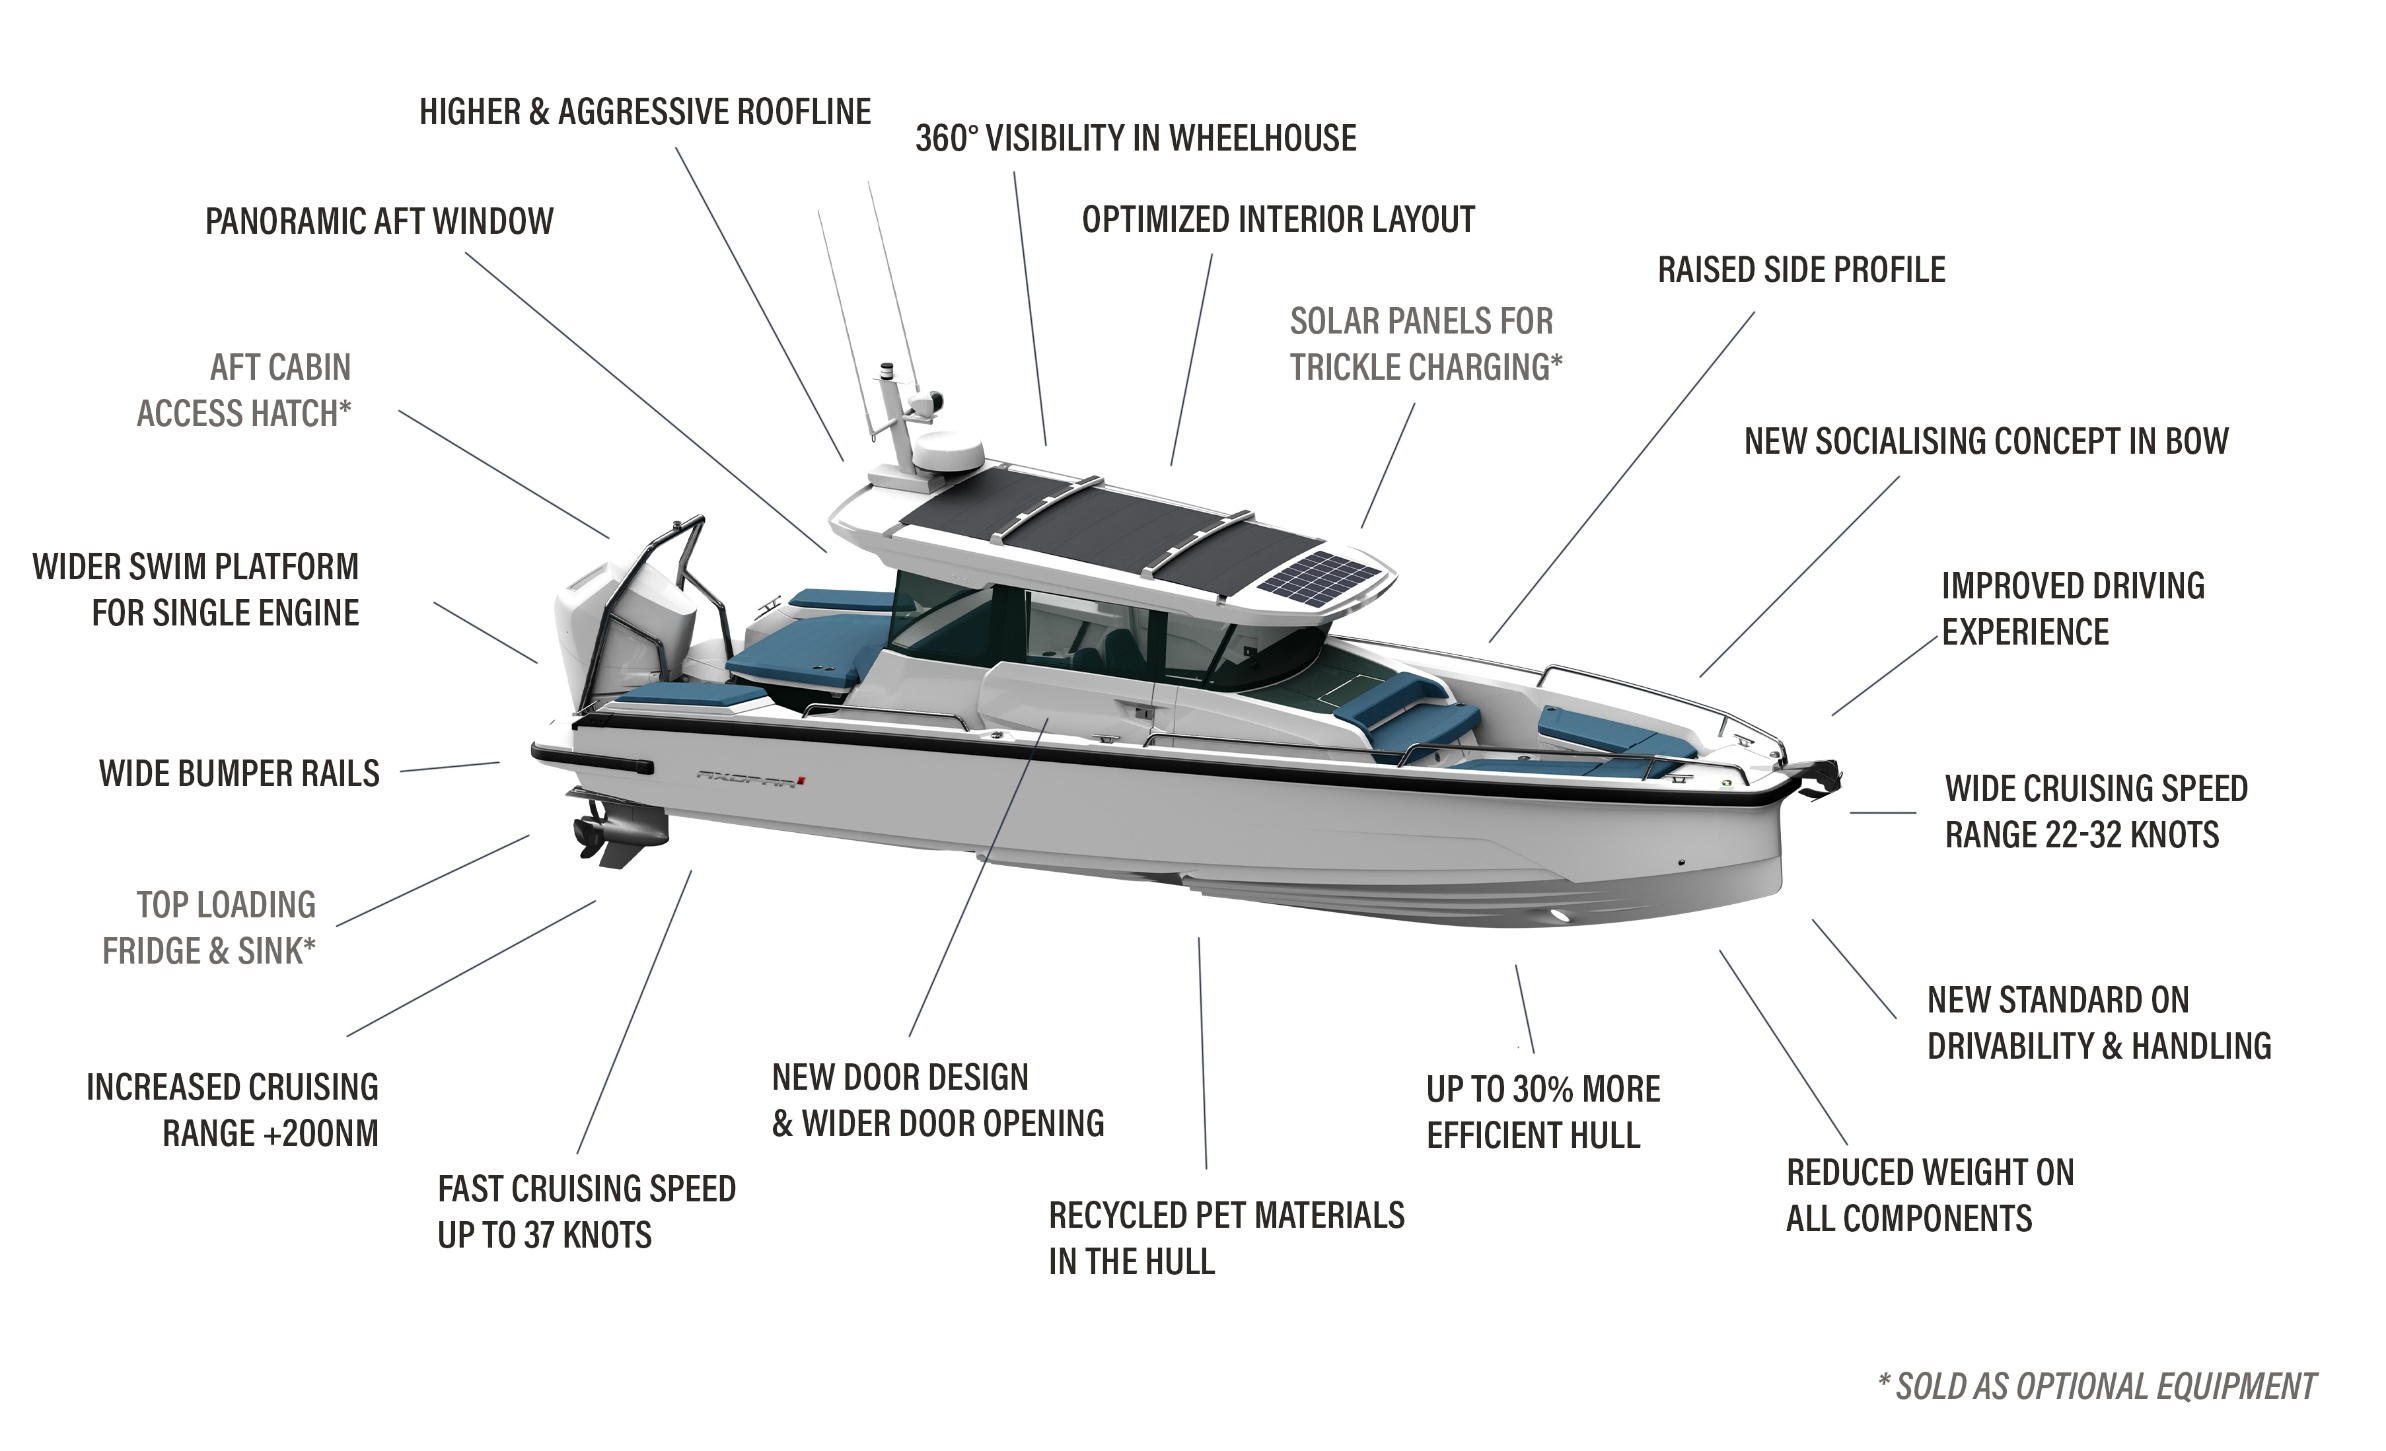 HIGHER & AGGRESSIVE ROOFLINE
360° VISIBILITY IN WHEELHOUSE
PANORAMIC AFT WINDOW
OPTIMIZED INTERIOR LAYOUT
RAISED SIDE PROFILE
SOLAR PANELS FOR
TRICKLE CHARGING*
AFT CABIN
ACCESS HATCH*
NEW SOCIALISING CONCEPT IN BOW
WIDER SWIM PLATFORM
FOR SINGLE ENGINE
IMPROVED DRIVING
EXPERIENCE
WIDE BUMPER RAILS
AXOPAR
WIDE CRUISING SPEED
RANGE 22-32 KNOTS
TOP LOADING
FRIDGE & SINK*
NEW STANDARD ON
DRIVABILITY & HANDLING
INCREASED CRUISING
RANGE +200NM
NEW DOOR DESIGN
& WIDER DOOR OPENING
UP TO 30% MORE
EFFICIENT HULL
FAST CRUISING SPEED
UP TO 37 KNOTS
RECYCLED PET MATERIALS
IN THE HULL
REDUCED WEIGHT ON
ALL COMPONENTS
* SOLD AS OPTIONAL EQUIPMENT